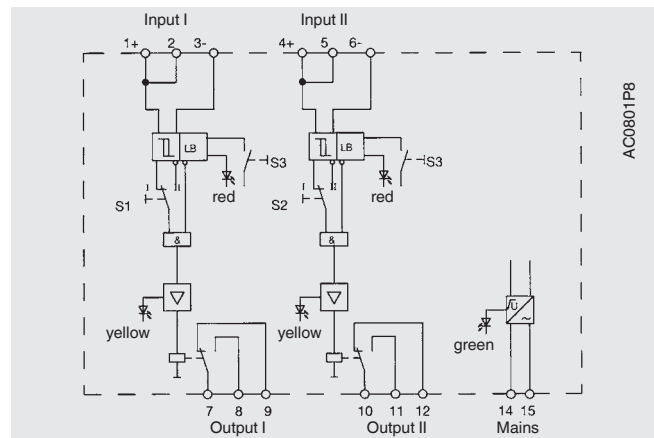 Input I Input II
1+ 2 3- 4+ 5 6-
AC0801P8
LB LB
S3 S3
red red
S1 S2
& &
yellow yellow
U
~
green
7 8 9 10 11 12 14 15
Output I Output II Mains